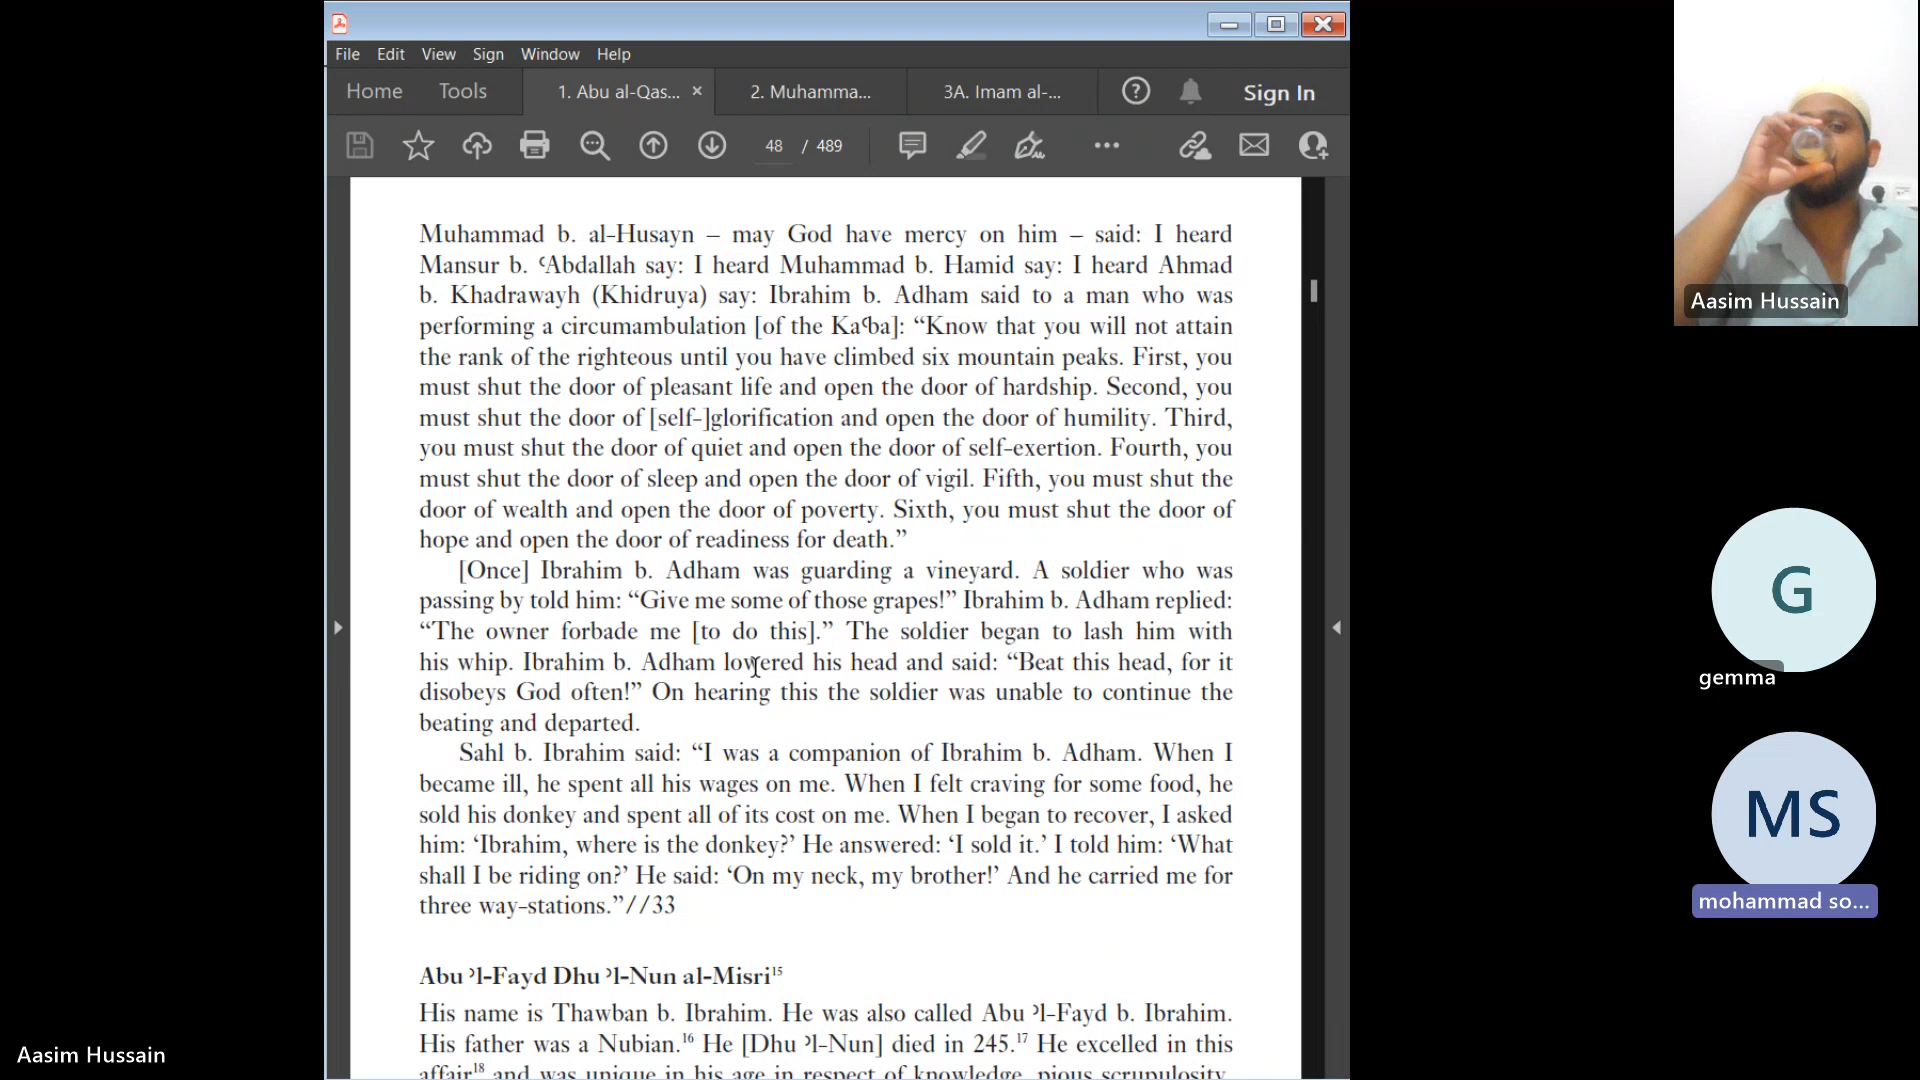 File Edit View Sign Window Help
Home Tools 1. Abu al-Qas... × 2. Muhamma... 3A. Imam al-... Sign In
48 / 489
Muhammad b. al-Husayn – may God have mercy on him – said: I heard
Mansur b. ʿAbdallah say: I heard Muhammad b. Hamid say: I heard Ahmad
b. Khadrawayh (Khidruya) say: Ibrahim b. Adham said to a man who was
performing a circumambulation [of the Kaʿba]: “Know that you will not attain
the rank of the righteous until you have climbed six mountain peaks. First, you
must shut the door of pleasant life and open the door of hardship. Second, you
must shut the door of [self-]glorification and open the door of humility. Third,
you must shut the door of quiet and open the door of self-exertion. Fourth, you
must shut the door of sleep and open the door of vigil. Fifth, you must shut the
door of wealth and open the door of poverty. Sixth, you must shut the door of
hope and open the door of readiness for death.”
[Once] Ibrahim b. Adham was guarding a vineyard. A soldier who was
passing by told him: “Give me some of those grapes!” Ibrahim b. Adham replied:
“The owner forbade me [to do this].” The soldier began to lash him with
his whip. Ibrahim b. Adham lowered his head and said: “Beat this head, for it
disobeys God often!” On hearing this the soldier was unable to continue the
beating and departed.
Sahl b. Ibrahim said: “I was a companion of Ibrahim b. Adham. When I
became ill, he spent all his wages on me. When I felt craving for some food, he
sold his donkey and spent all of its cost on me. When I began to recover, I asked
him: ‘Ibrahim, where is the donkey?’ He answered: ‘I sold it.’ I told him: ‘What
shall I be riding on?’ He said: ‘On my neck, my brother!’ And he carried me for
three way-stations.”//33
Abu ʾl-Fayd Dhu ʾl-Nun al-Misri¹⁵
His name is Thawban b. Ibrahim. He was also called Abu ʾl-Fayd b. Ibrahim.
His father was a Nubian.¹⁶ He [Dhu ʾl-Nun] died in 245.¹⁷ He excelled in this
affair¹⁸ and was unique in his age in respect of knowledge, pious scrupulosity,
Aasim Hussain
G
gemma
MS
mohammad so...
Aasim Hussain